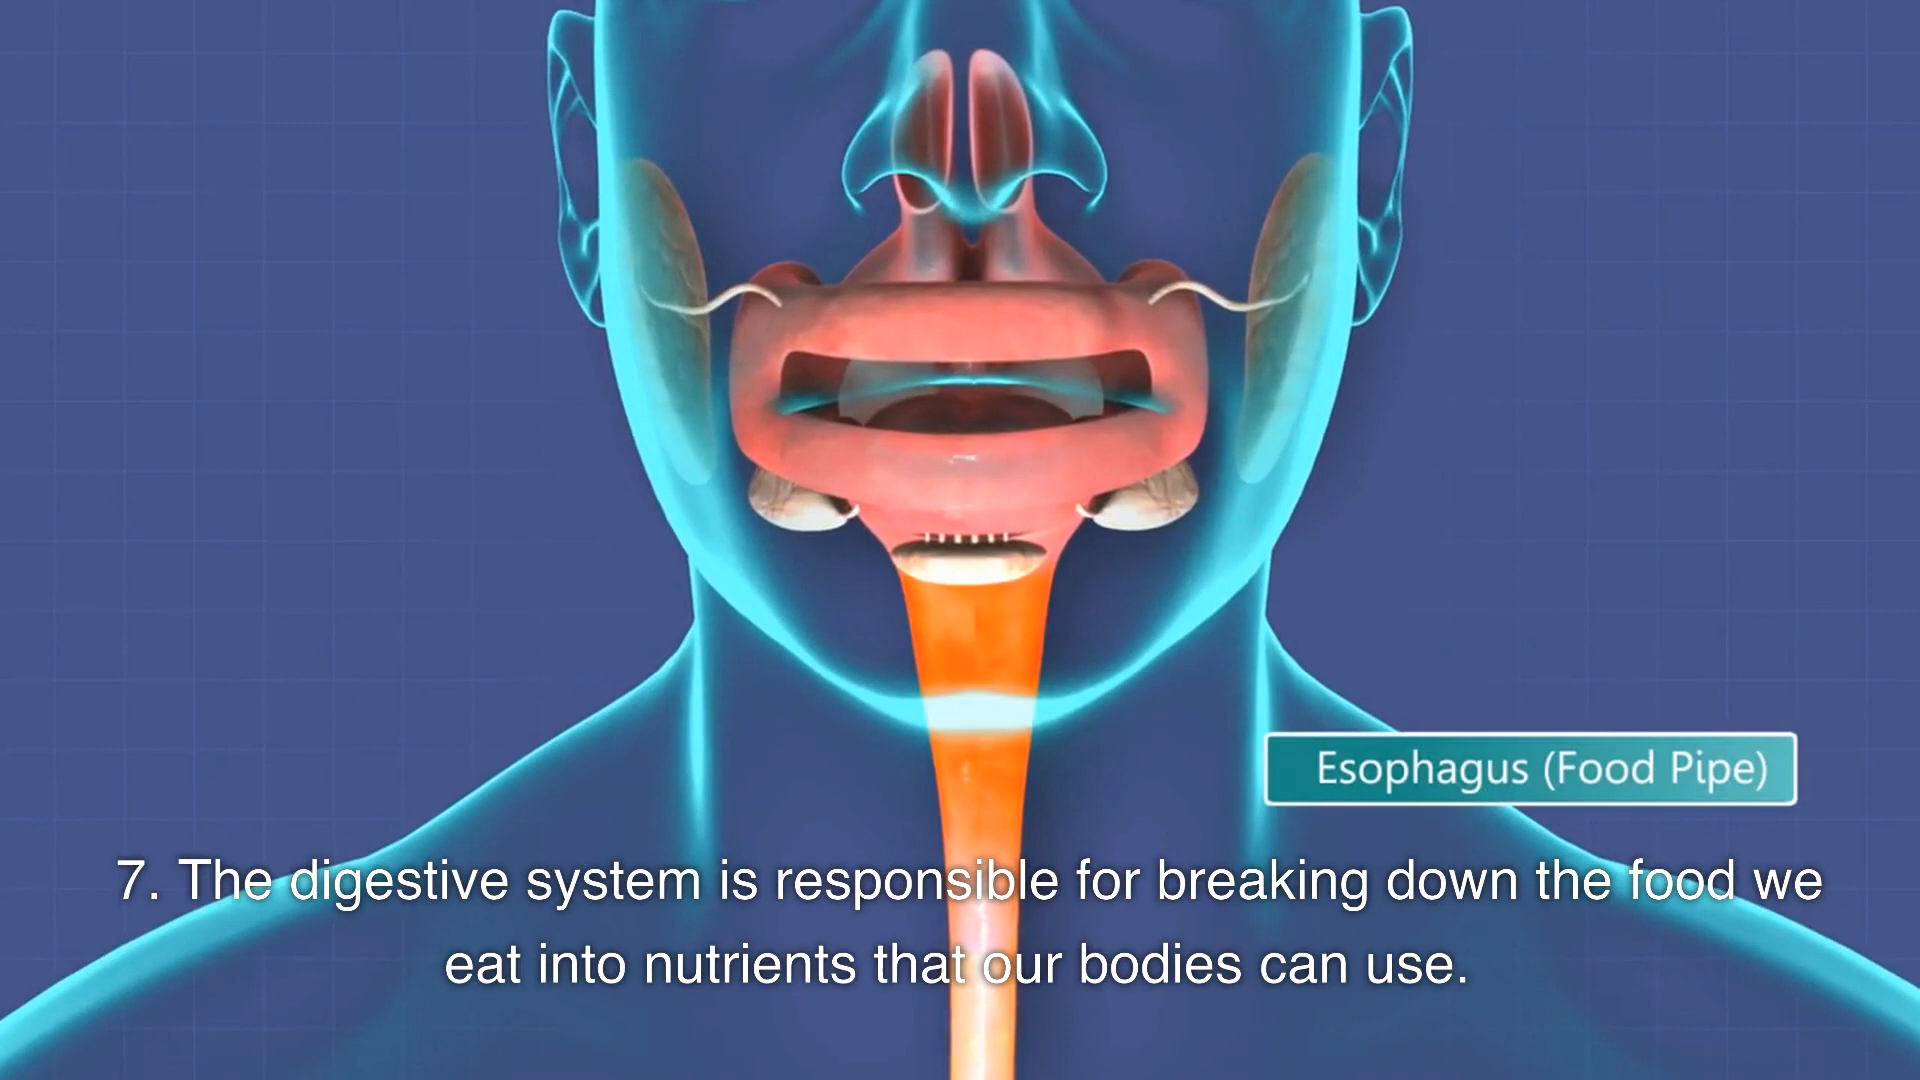 Esophagus (Food Pipe)
7. The digestive system is responsible for breaking down the food we
eat into nutrients that our bodies can use.